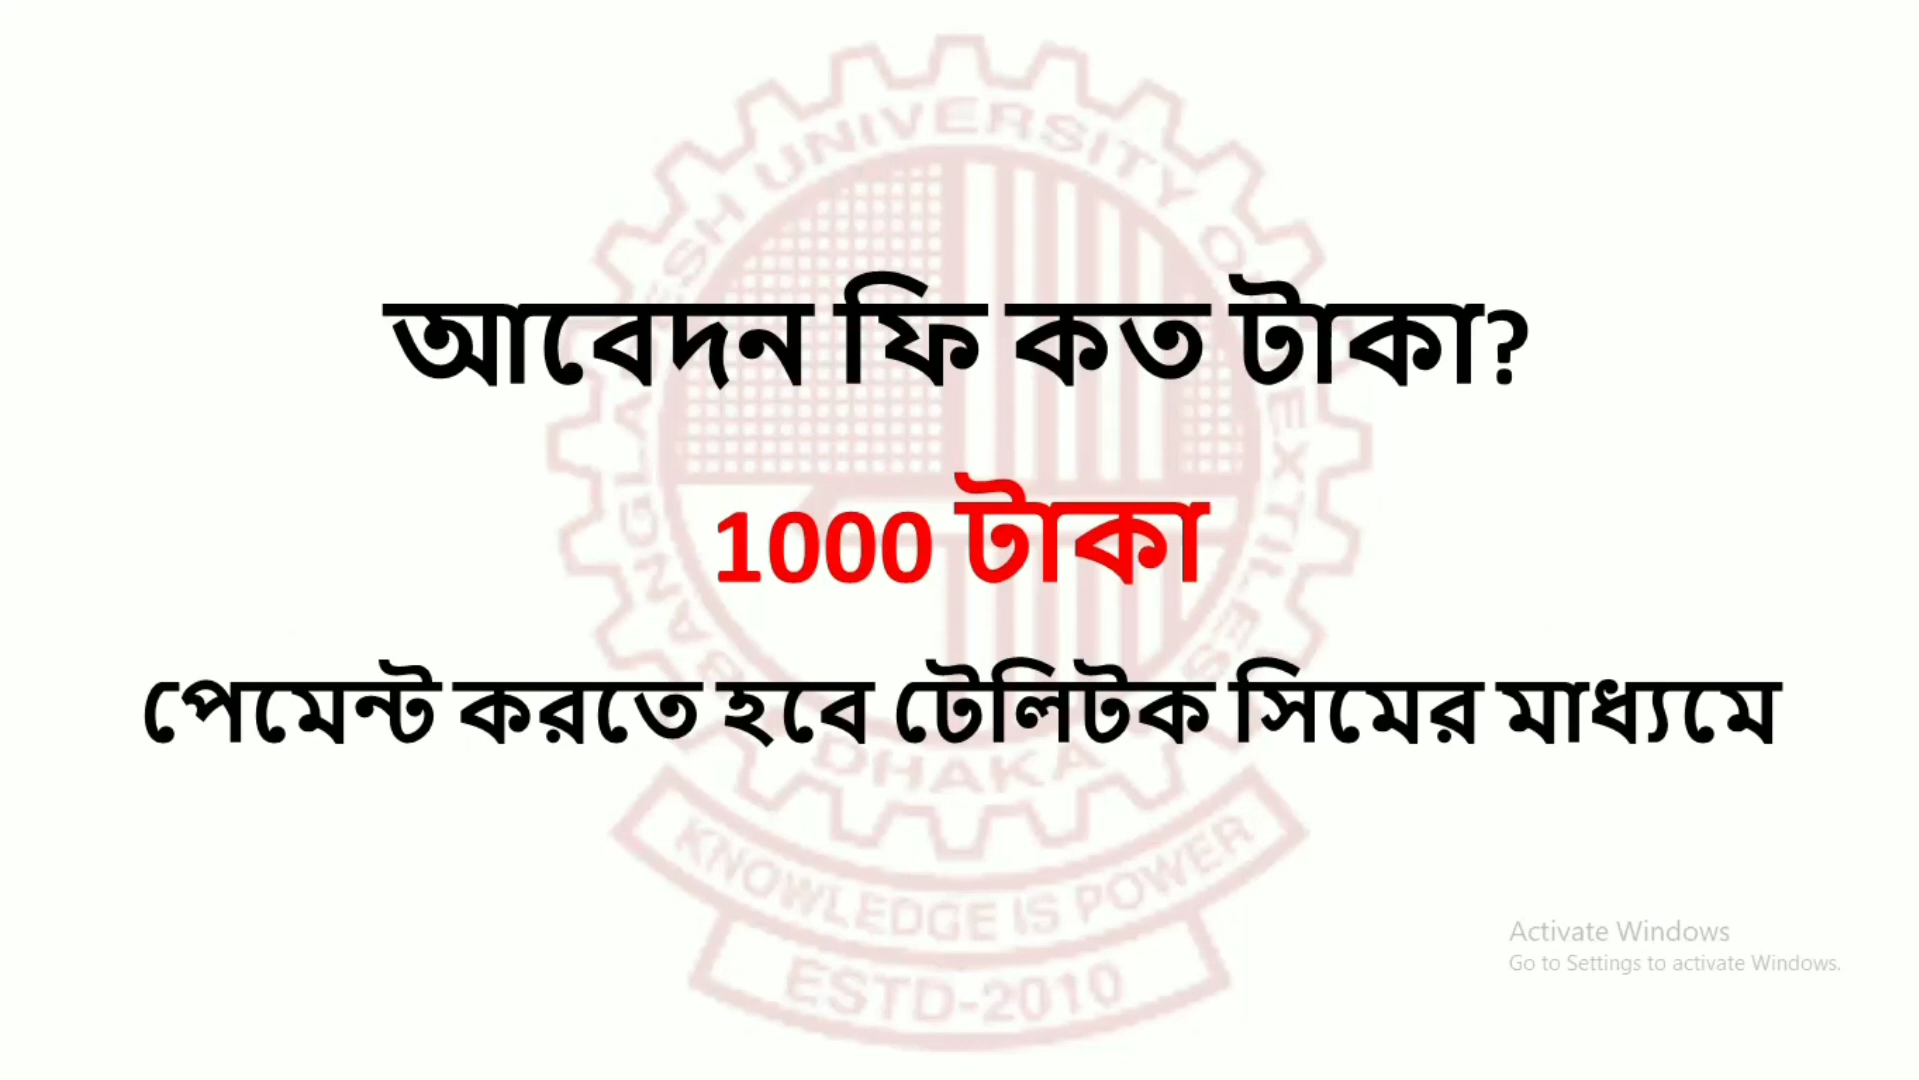 আবেদন ফি কত টাকা?
1000 টাকা
পেমেন্ট করতে হবে টেলিটক সিমের মাধ্যমে
BANGLADESH UNIVERSITY OF TEXTILES
DHAKA
KNOWLEDGE IS POWER
ESTD-2010
Activate Windows
Go to Settings to activate Windows.